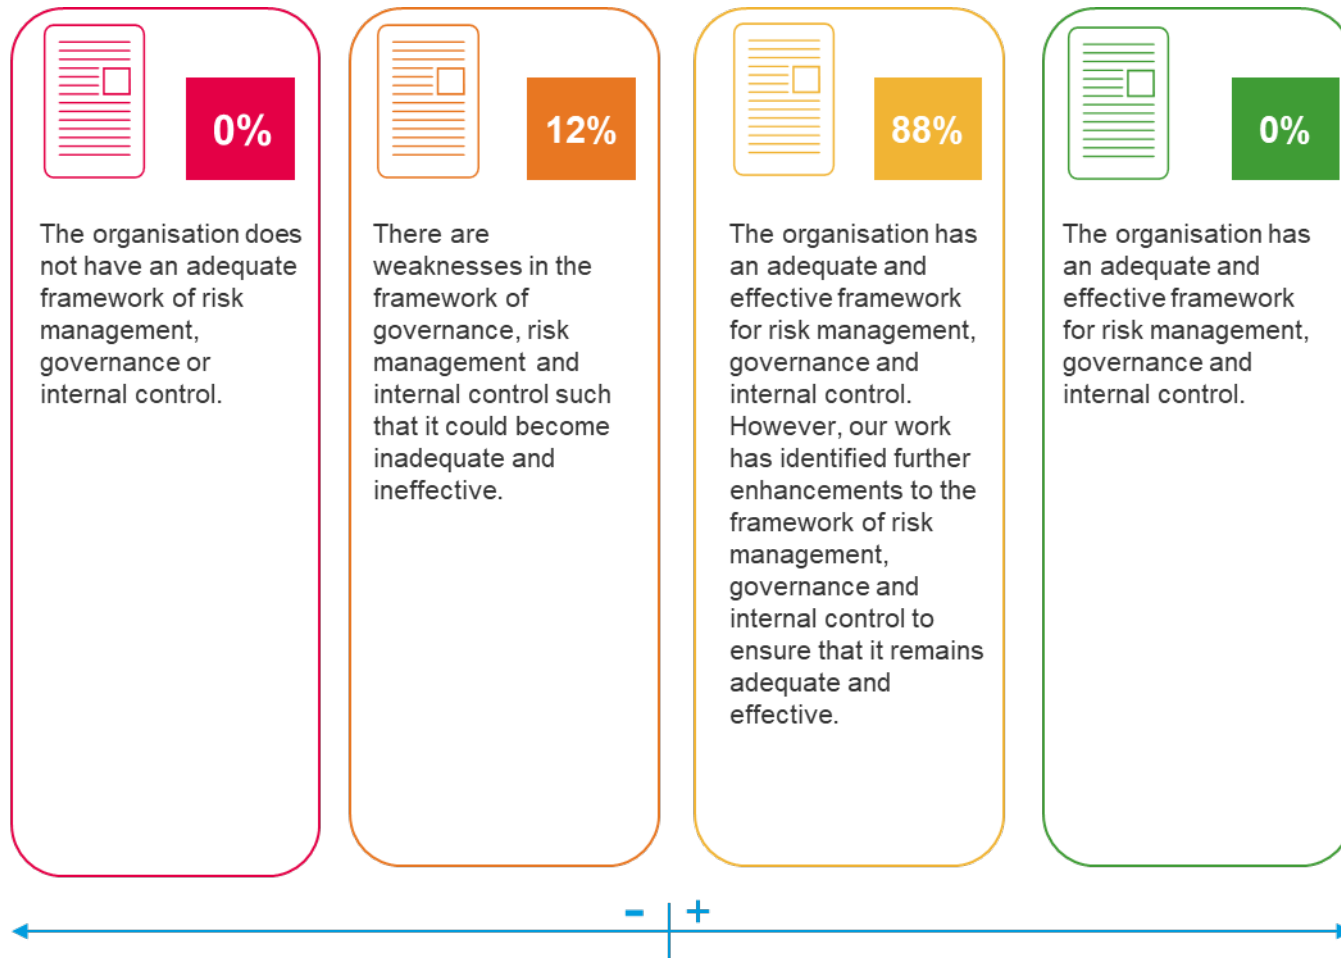 0%
The organisation does
not have an adequate
framework of risk
management,
governance or
internal control.
12%
There are
weaknesses in the
framework of
governance, risk
management and
internal control such
that it could become
inadequate and
ineffective.
88%
The organisation has
an adequate and
effective framework
for risk management,
governance and
internal control.
However, our work
has identified further
enhancements to the
framework of risk
management,
governance and
internal control to
ensure that it remains
adequate and
effective.
0%
The organisation has
an adequate and
effective framework
for risk management,
governance and
internal control.
- +